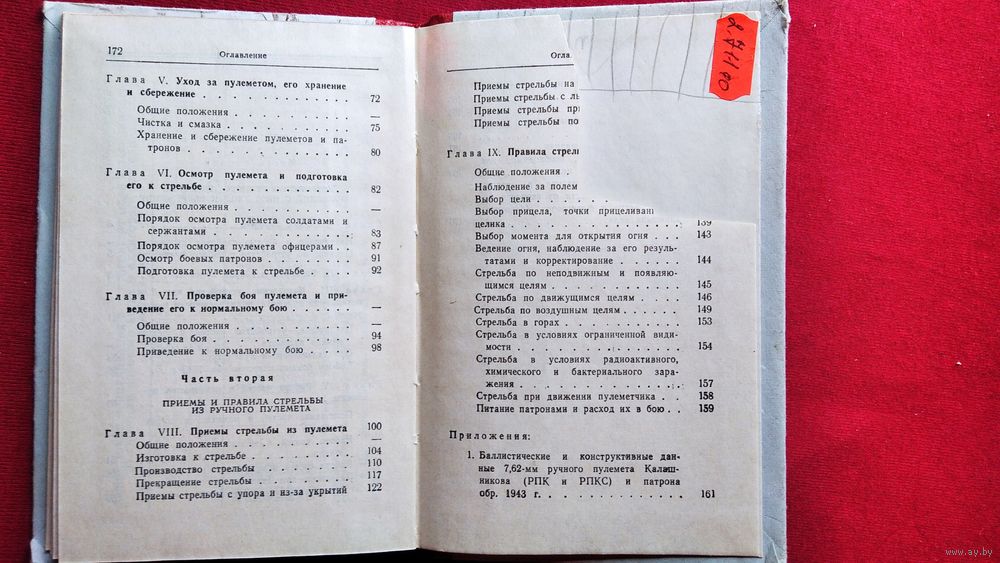 172
Оглавление
Глава V. Уход за пулеметом, его хранение
и сбережение . . . . . . . . . . . . . 72
Общие положения . . . . . . . . . . —
Чистка и смазка . . . . . . . . . . . 75
Хранение и сбережение пулеметов и па-
тронов . . . . . . . . . . . . . . . . 80
Глава VI. Осмотр пулемета и подготовка
его к стрельбе . . . . . . . . . . . . . 82
Общие положения . . . . . . . . . . —
Порядок осмотра пулемета солдатами и
сержантами . . . . . . . . . . . . . 83
Порядок осмотра пулемета офицерами . . 87
Осмотр боевых патронов . . . . . . . 91
Подготовка пулемета к стрельбе . . . . 92
Глава VII. Проверка боя пулемета и при-
ведение его к нормальному бою . . . . . —
Общие положения . . . . . . . . . . —
Проверка боя . . . . . . . . . . . . 94
Приведение к нормальному бою . . . . 98
Часть вторая
ПРИЕМЫ И ПРАВИЛА СТРЕЛЬБЫ
ИЗ РУЧНОГО ПУЛЕМЕТА
Глава VIII. Приемы стрельбы из пулемета 100
Общие положения . . . . . . . . . . —
Изготовка к стрельбе . . . . . . . . . 104
Производство стрельбы . . . . . . . . 110
Прекращение стрельбы . . . . . . . . 117
Приемы стрельбы с упора и из-за укрытий 122
Огла
Приемы стрельбы на
Приемы стрельбы с
Приемы стрельбы
Приемы стрельбы по
Глава IX. Правила
Общие положения .
Наблюдение за полем
Выбор цели . . . . . .
Выбор прицела, точки
целика . . . . . . . . . . . . . . . 139
Выбор момента для открытия огня . . . 143
Ведение огня, наблюдение за его резуль-
татами и корректирование . . . . . . 144
Стрельба по неподвижным и появляю-
щимся целям . . . . . . . . . . . . 145
Стрельба по движущимся целям . . . . 146
Стрельба по воздушным целям . . . . . . 149
Стрельба в горах . . . . . . . . . . . 153
Стрельба в условиях ограниченной види-
мости . . . . . . . . . . . . . . . 154
Стрельба в условиях радиоактивного,
химического и бактериального зара-
жения . . . . . . . . . . . . . . . 157
Стрельба при движении пулеметчика . . 158
Питание патронами и расход их в бою . . 159
Приложения:
1. Баллистические и конструктивные дан-
ные 7,62-мм ручного пулемета Калаш-
никова (РПК и РПКС) и патрона
обр. 1943 г. . . . . . . . . . . . . . 161
www.ay.by